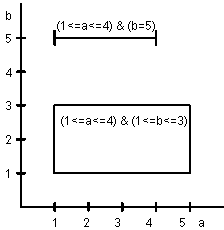 b
(1<=a<=4) & (b=5)
5
4
3
(1<=a<=4) & (1<=b<=3)
2
1
1 2 3 4 5 a